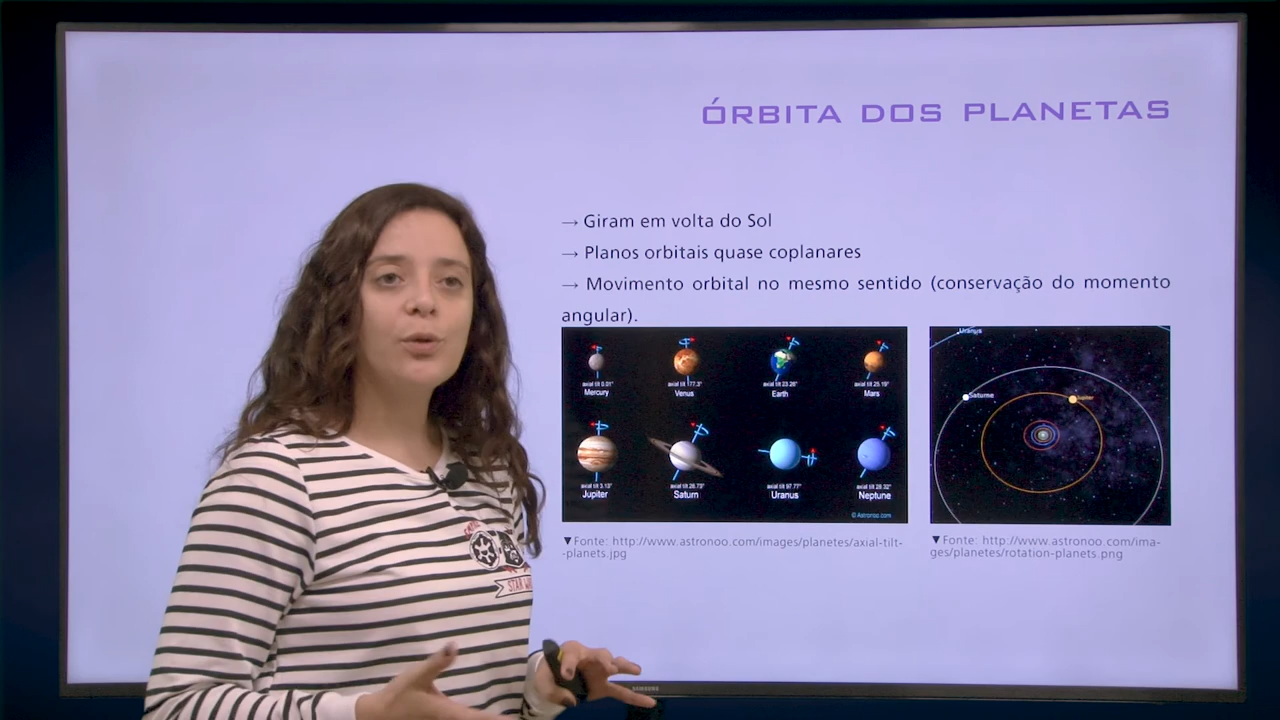 ÓRBITA DOS PLANETAS
→ Giram em volta do Sol
→ Planos orbitais quase coplanares
→ Movimento orbital no mesmo sentido (conservação do momento
angular).
axial tilt 0.01°
Mercury
axial tilt 177.3°
Venus
axial tilt 23.26°
Earth
axial tilt 25.19°
Mars
axial tilt 3.13°
Jupiter
axial tilt 26.73°
Saturn
axial tilt 97.77°
Uranus
axial tilt 28.32°
Neptune
© Astronoo.com
Uranus
Saturne
Jupiter
▼Fonte: http://www.astronoo.com/images/planetes/axial-tilt-
-planets.jpg
▼Fonte: http://www.astronoo.com/ima-
ges/planetes/rotation-planets.png
STAR
SAMSUNG